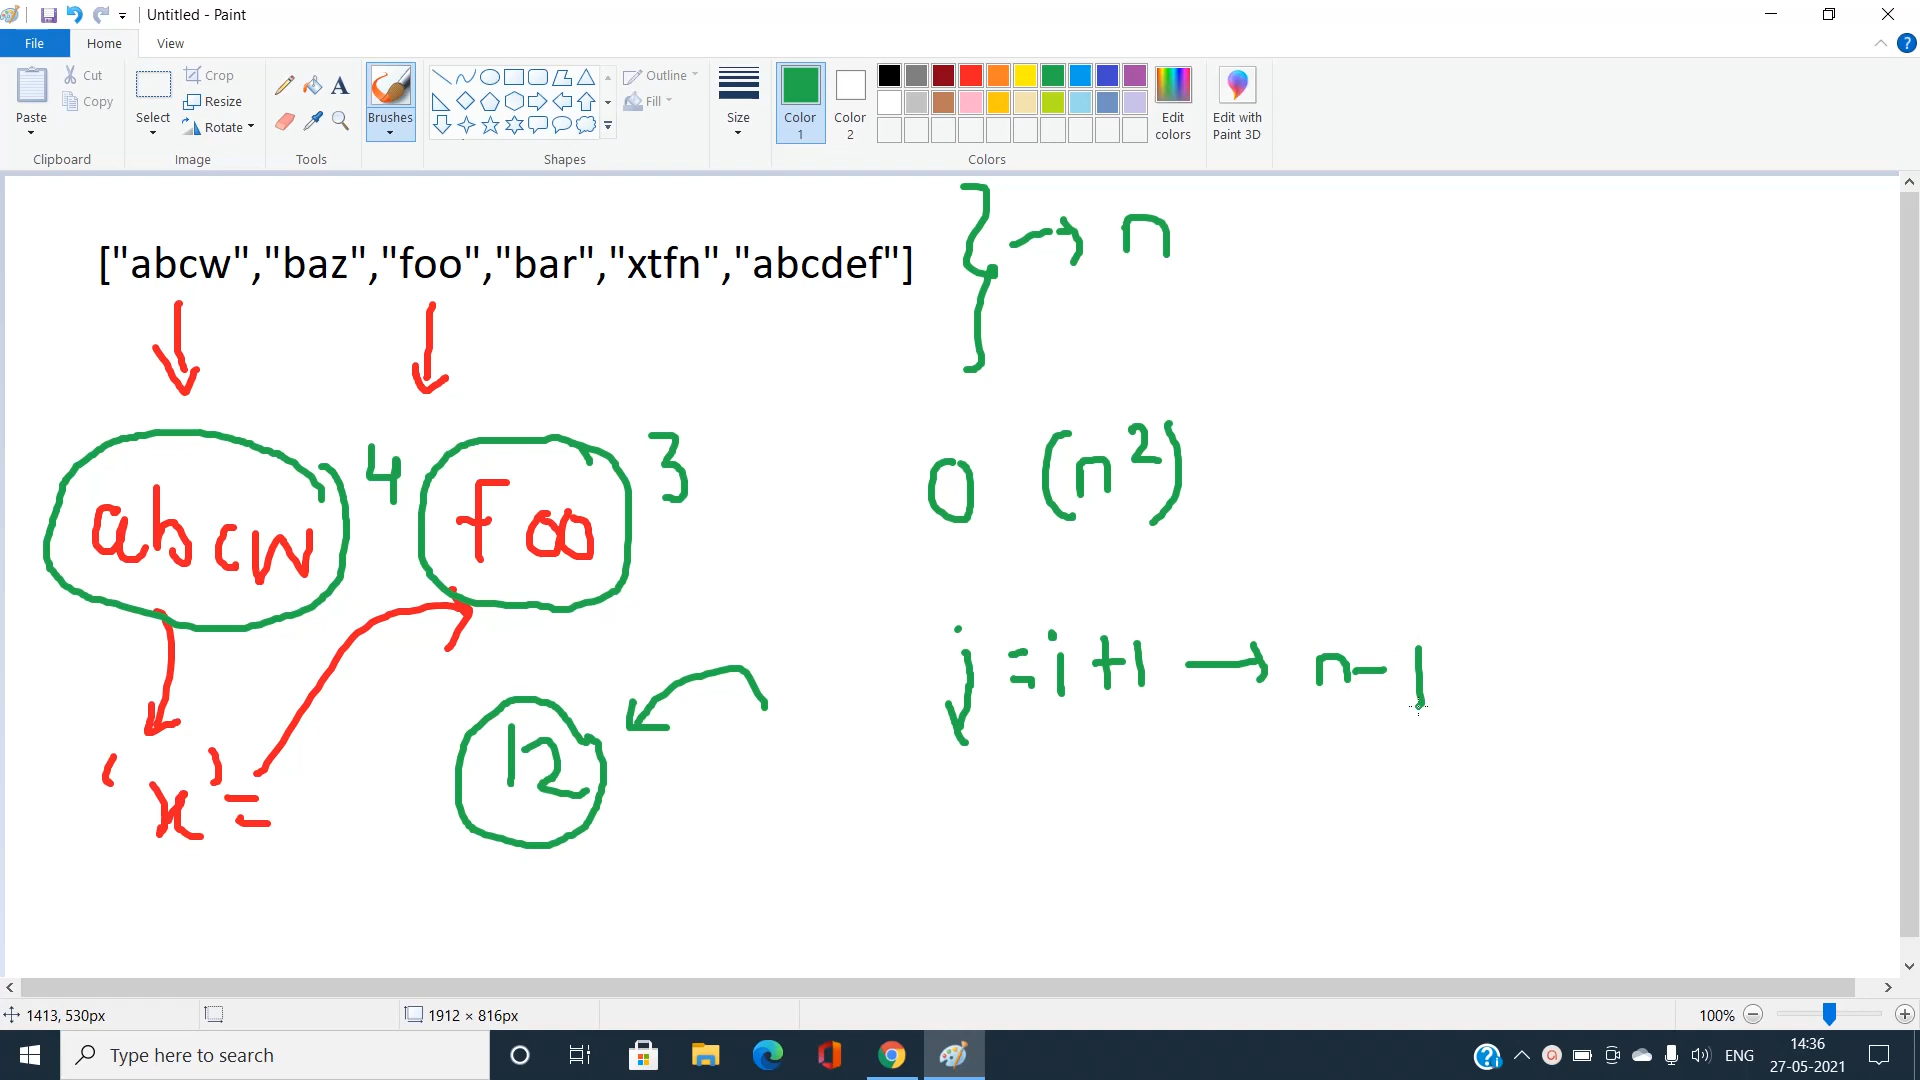 Untitled - Paint
File Home View
Paste
Cut
Copy
Clipboard
Select
Crop
Resize
Rotate
Image
A
Tools
Brushes
Outline
Fill
Shapes
Size
Color 1
Color 2
Edit colors
Colors
Edit with Paint 3D
["abcw","baz","foo","bar","xtfn","abcdef"]
n
abcw 4 foo 3
O (n²)
j = i + 1 → n - 1
'x' =
12
1413, 530px
1912 × 816px
100%
Type here to search
ENG
14:36
27-05-2021